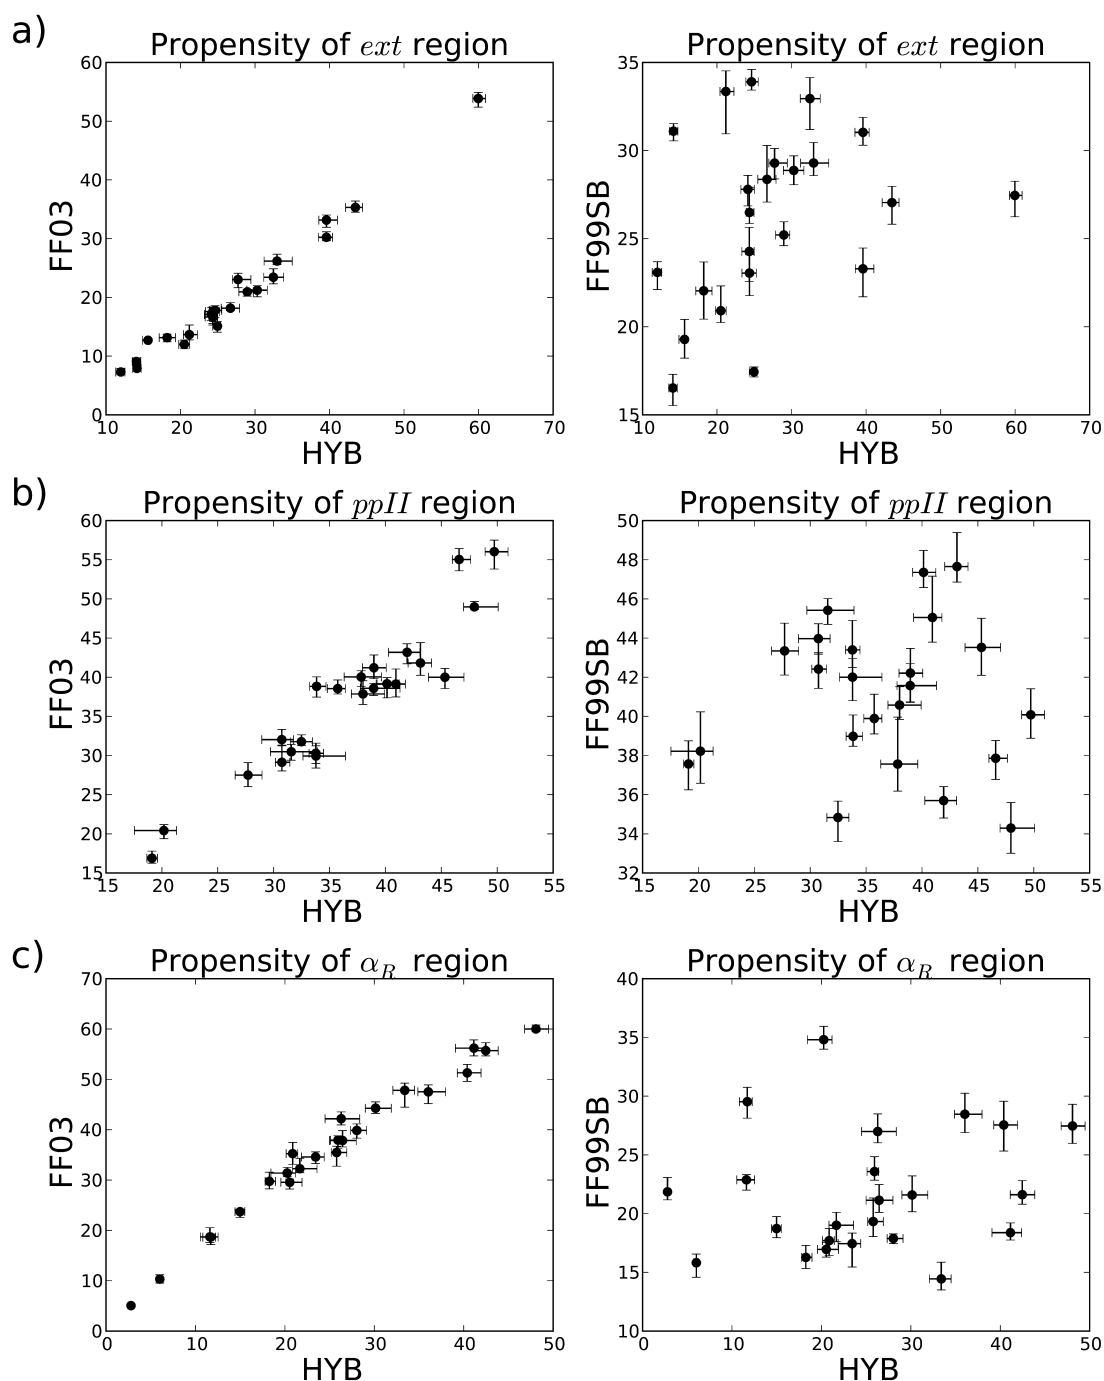 a)
Propensity of ext region
60
50
40
30
20
10
0
FF03
10 20 30 40 50 60 70
HYB
Propensity of ext region
35
30
25
20
15
FF99SB
10 20 30 40 50 60 70
HYB
b)
Propensity of ppII region
60
55
50
45
40
35
30
25
20
15
FF03
15 20 25 30 35 40 45 50 55
HYB
Propensity of ppII region
50
48
46
44
42
40
38
36
34
32
FF99SB
15 20 25 30 35 40 45 50 55
HYB
c)
Propensity of α_R region
70
60
50
40
30
20
10
0
FF03
0 10 20 30 40 50
HYB
Propensity of α_R region
40
35
30
25
20
15
10
FF99SB
0 10 20 30 40 50
HYB